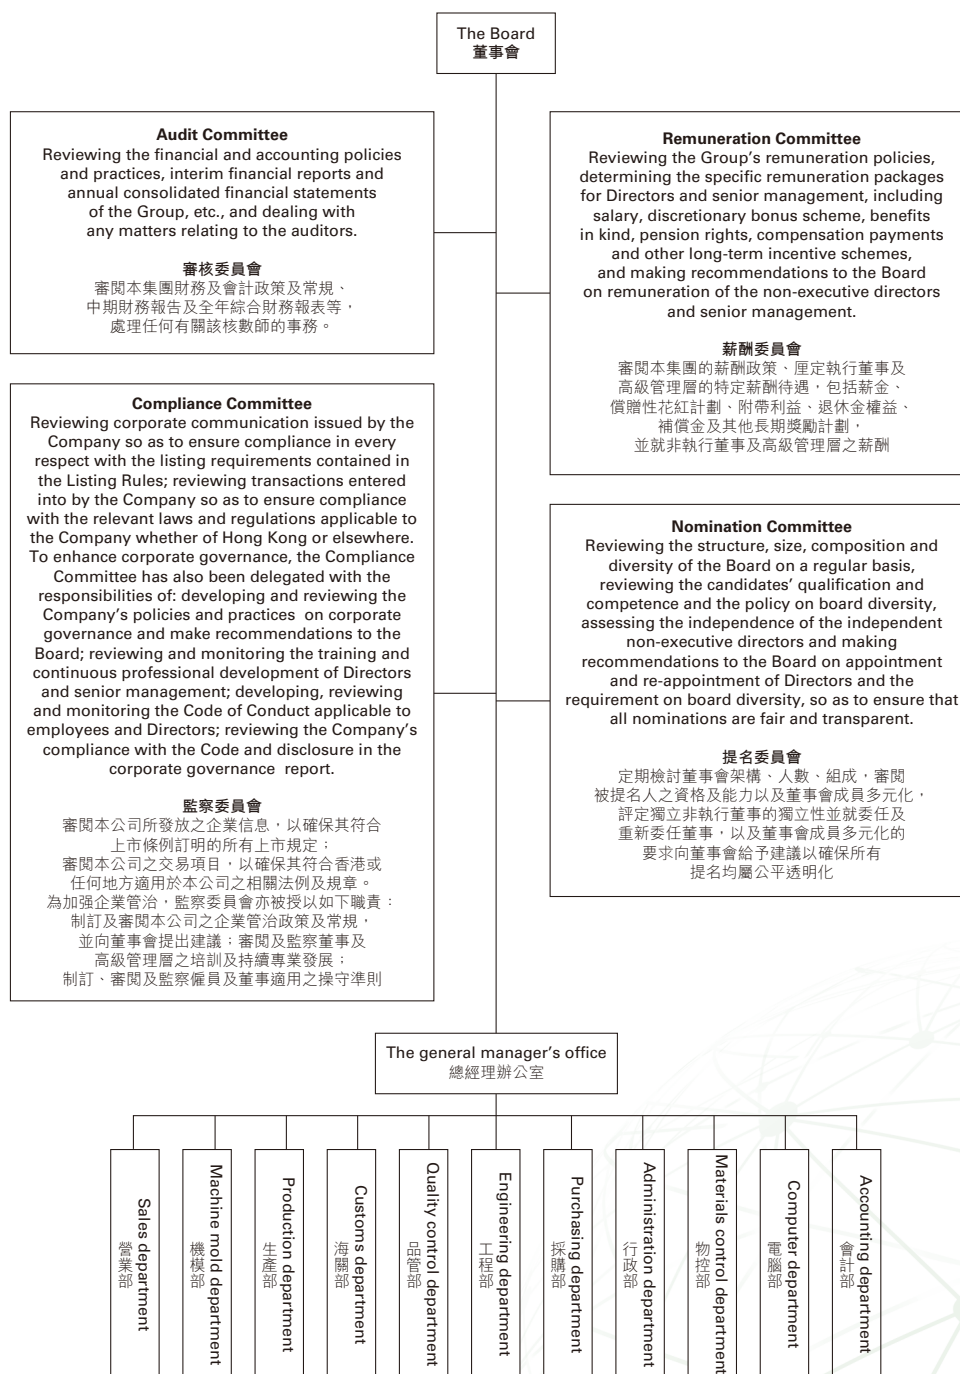 The Board
董事會
Audit Committee
Reviewing the financial and accounting policies
and practices, interim financial reports and
annual consolidated financial statements
of the Group, etc., and dealing with
any matters relating to the auditors.
審核委員會
審閱本集團財務及會計政策及常規、
中期財務報告及全年綜合財務報表等，
處理任何有關該核數師的事務。
Remuneration Committee
Reviewing the Group's remuneration policies,
determining the specific remuneration packages
for Directors and senior management, including
salary, discretionary bonus scheme, benefits
in kind, pension rights, compensation payments
and other long-term incentive schemes,
and making recommendations to the Board
on remuneration of the non-executive directors
and senior management.
薪酬委員會
審閱本集團的薪酬政策、厘定執行董事及
高級管理層的特定薪酬待遇，包括薪金、
償贈性花紅計劃、附帶利益、退休金權益、
補償金及其他長期獎勵計劃，
並就非執行董事及高級管理層之薪酬
Compliance Committee
Reviewing corporate communication issued by the
Company so as to ensure compliance in every
respect with the listing requirements contained in
the Listing Rules; reviewing transactions entered
into by the Company so as to ensure compliance
with the relevant laws and regulations applicable to
the Company whether of Hong Kong or elsewhere.
To enhance corporate governance, the Compliance
Committee has also been delegated with the
responsibilities of: developing and reviewing the
Company's policies and practices on corporate
governance and make recommendations to the
Board; reviewing and monitoring the training and
continuous professional development of Directors
and senior management; developing, reviewing
and monitoring the Code of Conduct applicable to
employees and Directors; reviewing the Company's
compliance with the Code and disclosure in the
corporate governance report.
監察委員會
審閱本公司所發放之企業信息，以確保其符合
上市條例訂明的所有上市規定；
審閱本公司之交易項目，以確保其符合香港或
任何地方適用於本公司之相關法例及規章。
為加强企業管治，監察委員會亦被授以如下職責：
制訂及審閱本公司之企業管治政策及常規，
並向董事會提出建議；審閱及監察董事及
高級管理層之培訓及持續專業發展；
制訂、審閱及監察僱員及董事適用之操守準則
Nomination Committee
Reviewing the structure, size, composition and
diversity of the Board on a regular basis,
reviewing the candidates' qualification and
competence and the policy on board diversity,
assessing the independence of the independent
non-executive directors and making
recommendations to the Board on appointment
and re-appointment of Directors and the
requirement on board diversity, so as to ensure that
all nominations are fair and transparent.
提名委員會
定期檢討董事會架構、人數、組成，審閱
被提名人之資格及能力以及董事會成員多元化，
評定獨立非執行董事的獨立性並就委任及
重新委任董事，以及董事會成員多元化的
要求向董事會給予建議以確保所有
提名均屬公平透明化
The general manager's office
總經理辦公室
Sales department
營業部
Machine mold department
機模部
Production department
生產部
Customs department
海關部
Quality control department
品管部
Engineering department
工程部
Purchasing department
採購部
Administration department
行政部
Materials control department
物控部
Computer department
電腦部
Accounting department
會計部